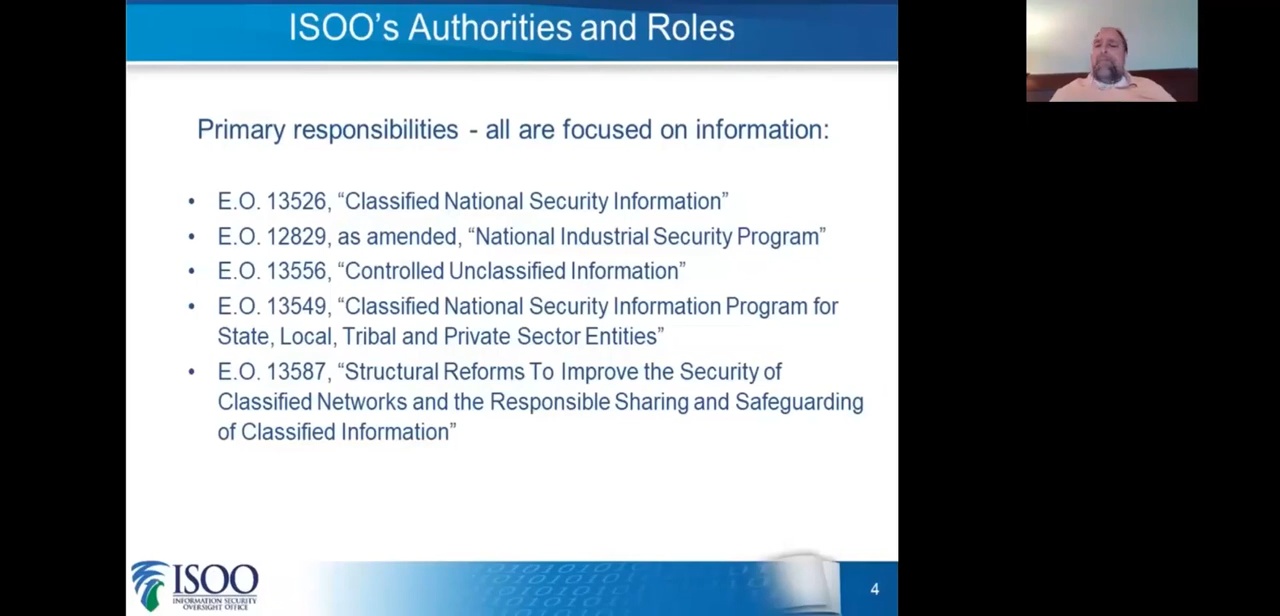 ISOO’s Authorities and Roles
Primary responsibilities - all are focused on information:
• E.O. 13526, “Classified National Security Information”
• E.O. 12829, as amended, “National Industrial Security Program”
• E.O. 13556, “Controlled Unclassified Information”
• E.O. 13549, “Classified National Security Information Program for
State, Local, Tribal and Private Sector Entities”
• E.O. 13587, “Structural Reforms To Improve the Security of
Classified Networks and the Responsible Sharing and Safeguarding
of Classified Information”
ISOO
INFORMATION SECURITY
OVERSIGHT OFFICE
4